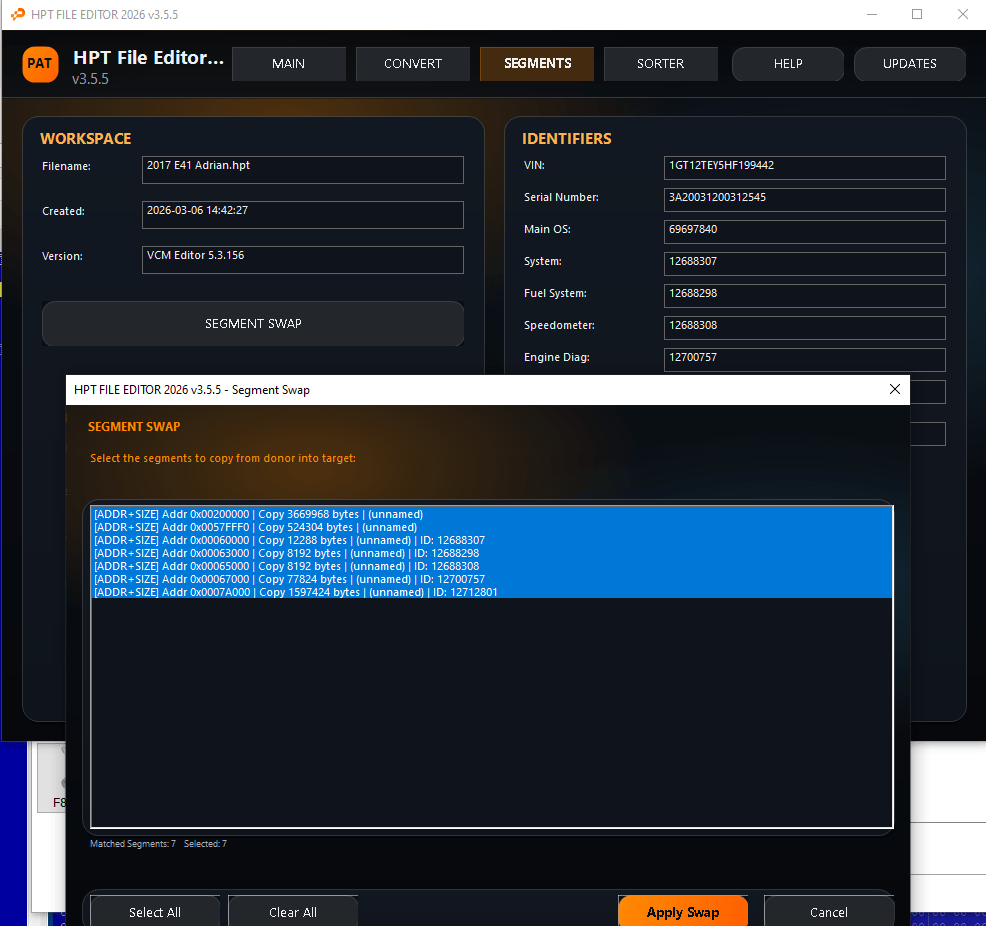 HPT FILE EDITOR 2026 v3.5.5
PAT
HPT File Editor...
v3.5.5
MAIN
CONVERT
SEGMENTS
SORTER
HELP
UPDATES
WORKSPACE
Filename:
2017 E41 Adrian.hpt
Created:
2026-03-06 14:42:27
Version:
VCM Editor 5.3.156
SEGMENT SWAP
IDENTIFIERS
VIN:
1GT12TEY5HF199442
Serial Number:
3A20031200312545
Main OS:
69697840
System:
12688307
Fuel System:
12688298
Speedometer:
12688308
Engine Diag:
12700757
HPT FILE EDITOR 2026 v3.5.5 - Segment Swap
SEGMENT SWAP
Select the segments to copy from donor into target:
[ADDR+SIZE] Addr 0x00200000 | Copy 3669968 bytes | (unnamed)
[ADDR+SIZE] Addr 0x0057FFF0 | Copy 524304 bytes | (unnamed)
[ADDR+SIZE] Addr 0x00060000 | Copy 12288 bytes | (unnamed) | ID: 12688307
[ADDR+SIZE] Addr 0x00063000 | Copy 8192 bytes | (unnamed) | ID: 12688298
[ADDR+SIZE] Addr 0x00065000 | Copy 8192 bytes | (unnamed) | ID: 12688308
[ADDR+SIZE] Addr 0x00067000 | Copy 77824 bytes | (unnamed) | ID: 12700757
[ADDR+SIZE] Addr 0x0007A000 | Copy 1597424 bytes | (unnamed) | ID: 12712801
F8
Matched Segments: 7 Selected: 7
Select All
Clear All
Apply Swap
Cancel